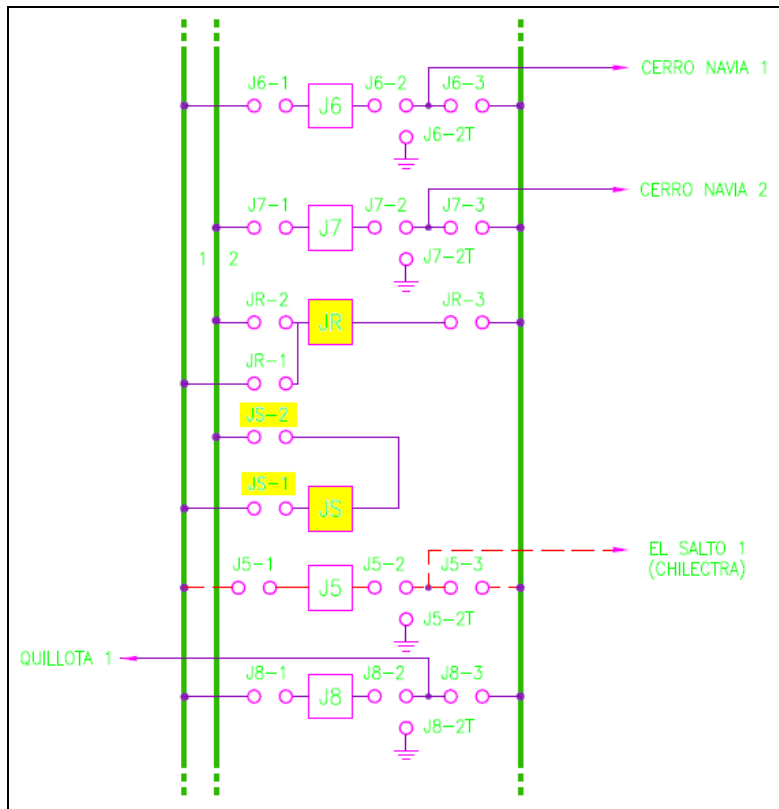 CERRO NAVIA 1
J6-1 J6-2 J6-3
J6
J6-2T
CERRO NAVIA 2
J7-1 J7-2 J7-3
J7
1 2
J7-2T
JR-2 JR-3
JR
JR-1
JS-2
JS-1
JS
EL SALTO 1
(CHILECTRA)
J5-1 J5-2 J5-3
J5
J5-2T
QUILLOTA 1
J8-1 J8-2 J8-3
J8
J8-2T